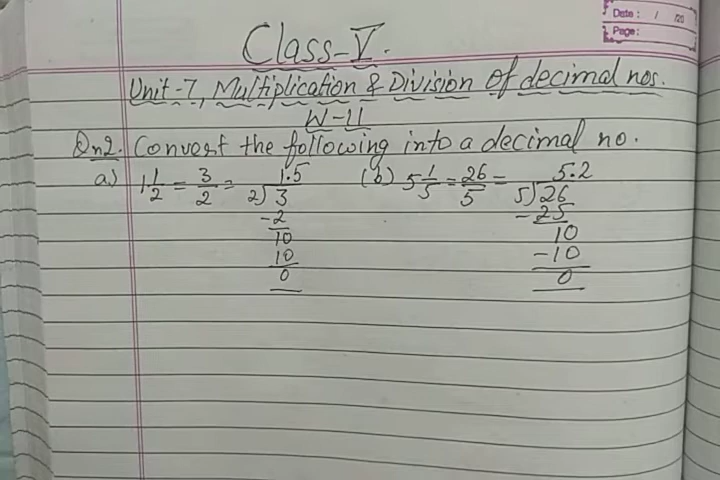 Date: / /20
Page:
Class-V.
Unit-7, Multiplication & Division of decimal nos.
W-11
Qn2. Convert the following into a decimal no.
a) 1 1/2 = 3/2 = 2)3 1.5 (b) 5 1/5 = 26/5 = 5)26 5.2
-2 -25
10 10
10 -10
0 0